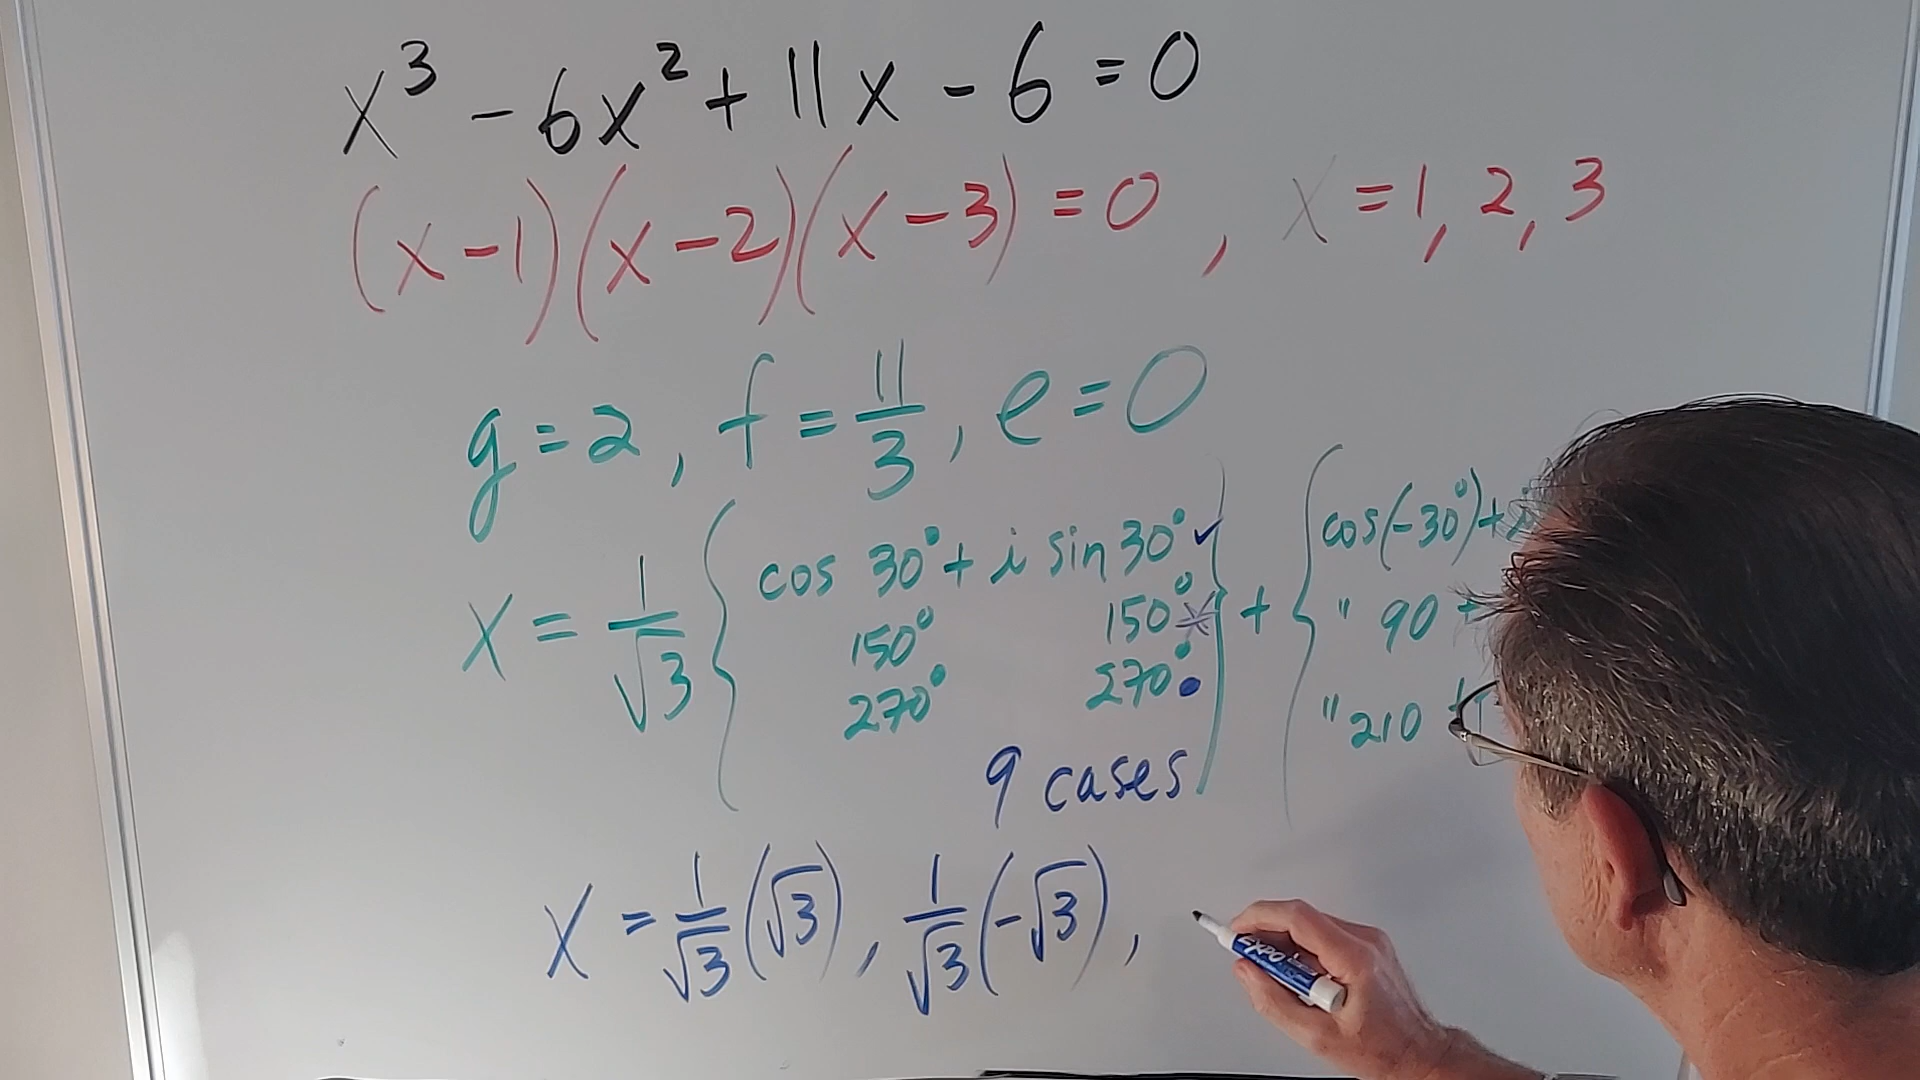 x³ - 6x² + 11x - 6 = 0
(x-1)(x-2)(x-3) = 0 , x = 1, 2, 3
g = 2, f = 11/3, e = 0
x = 1/√3 { cos 30° + i sin 30° ✓ } + { cos(-30°) + i
150° 150°
270° 270° •
" 90 +
" 210 +
9 cases
x = 1/√3 (√3), 1/√3 (-√3),
EXPO